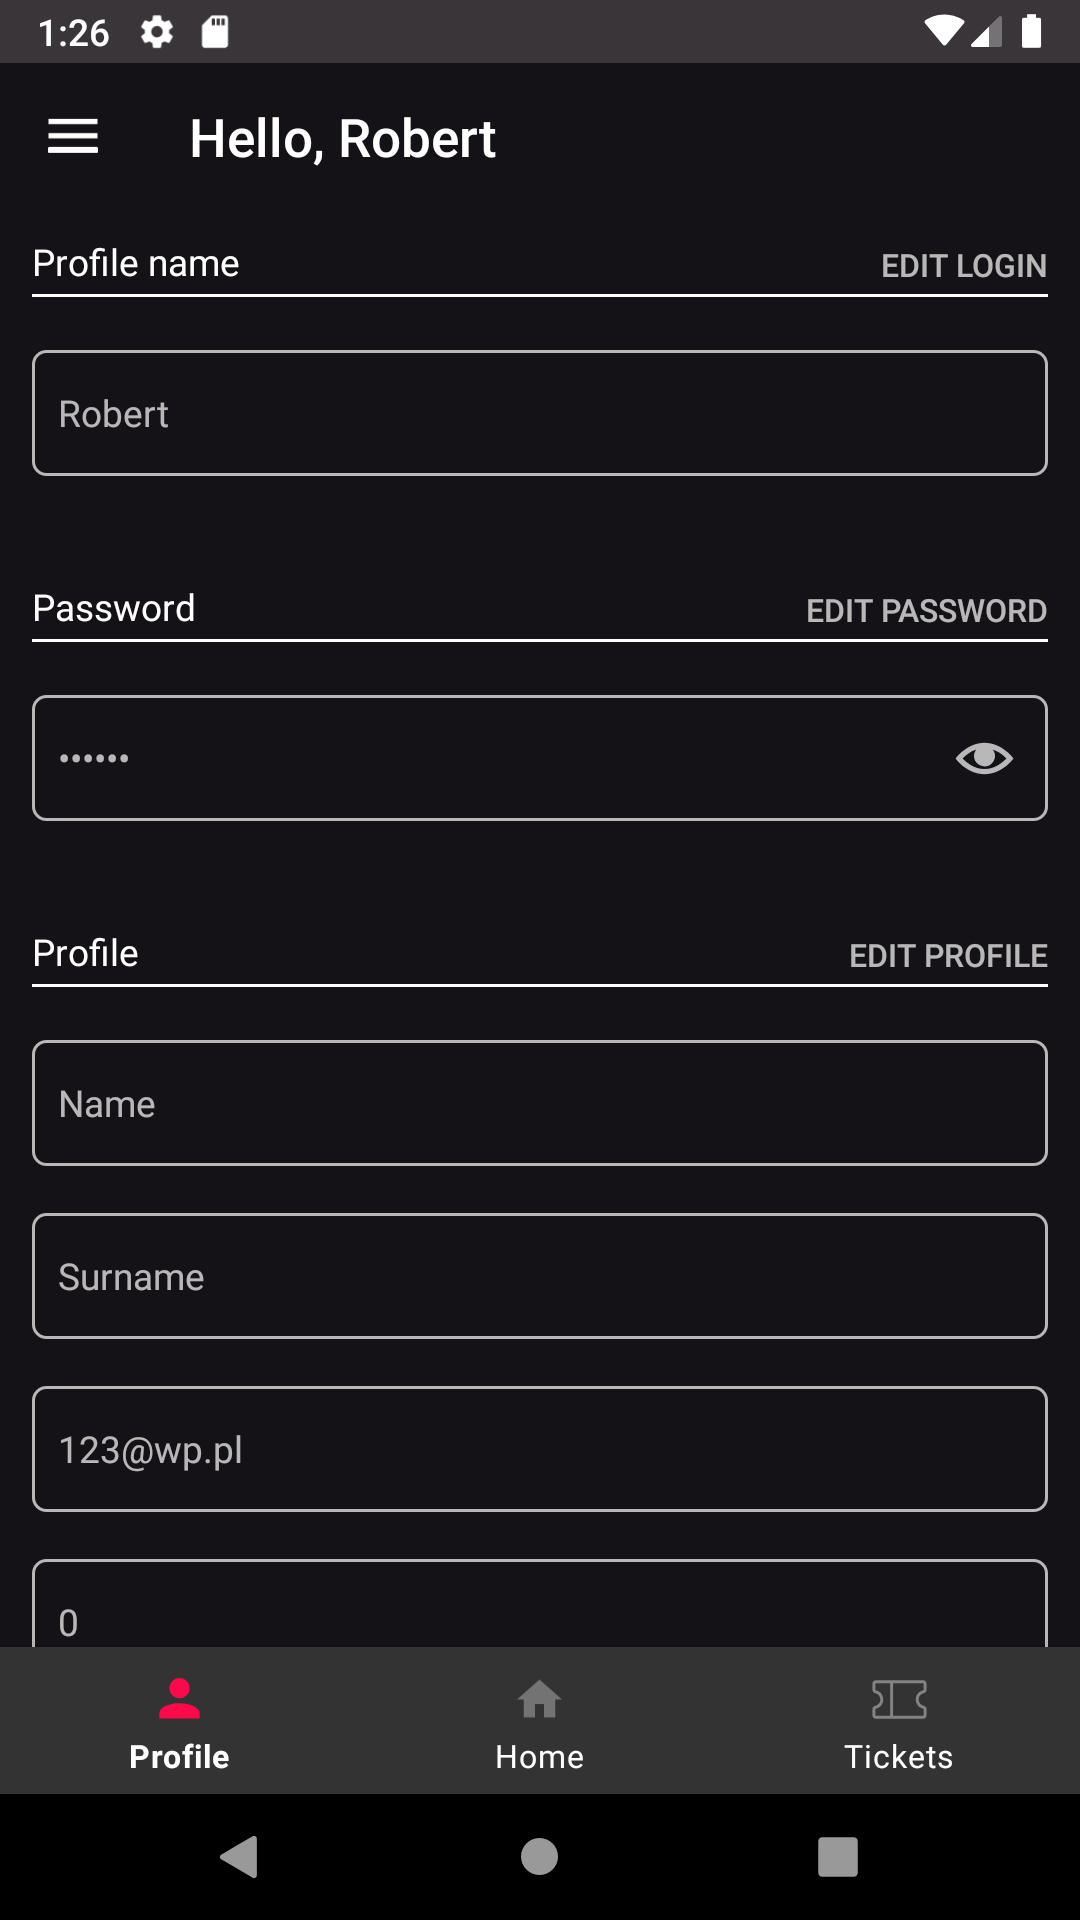 1:26
Hello, Robert
Profile name EDIT LOGIN
Robert
Password EDIT PASSWORD
••••••
Profile EDIT PROFILE
Name
Surname
123@wp.pl
0
Profile Home Tickets